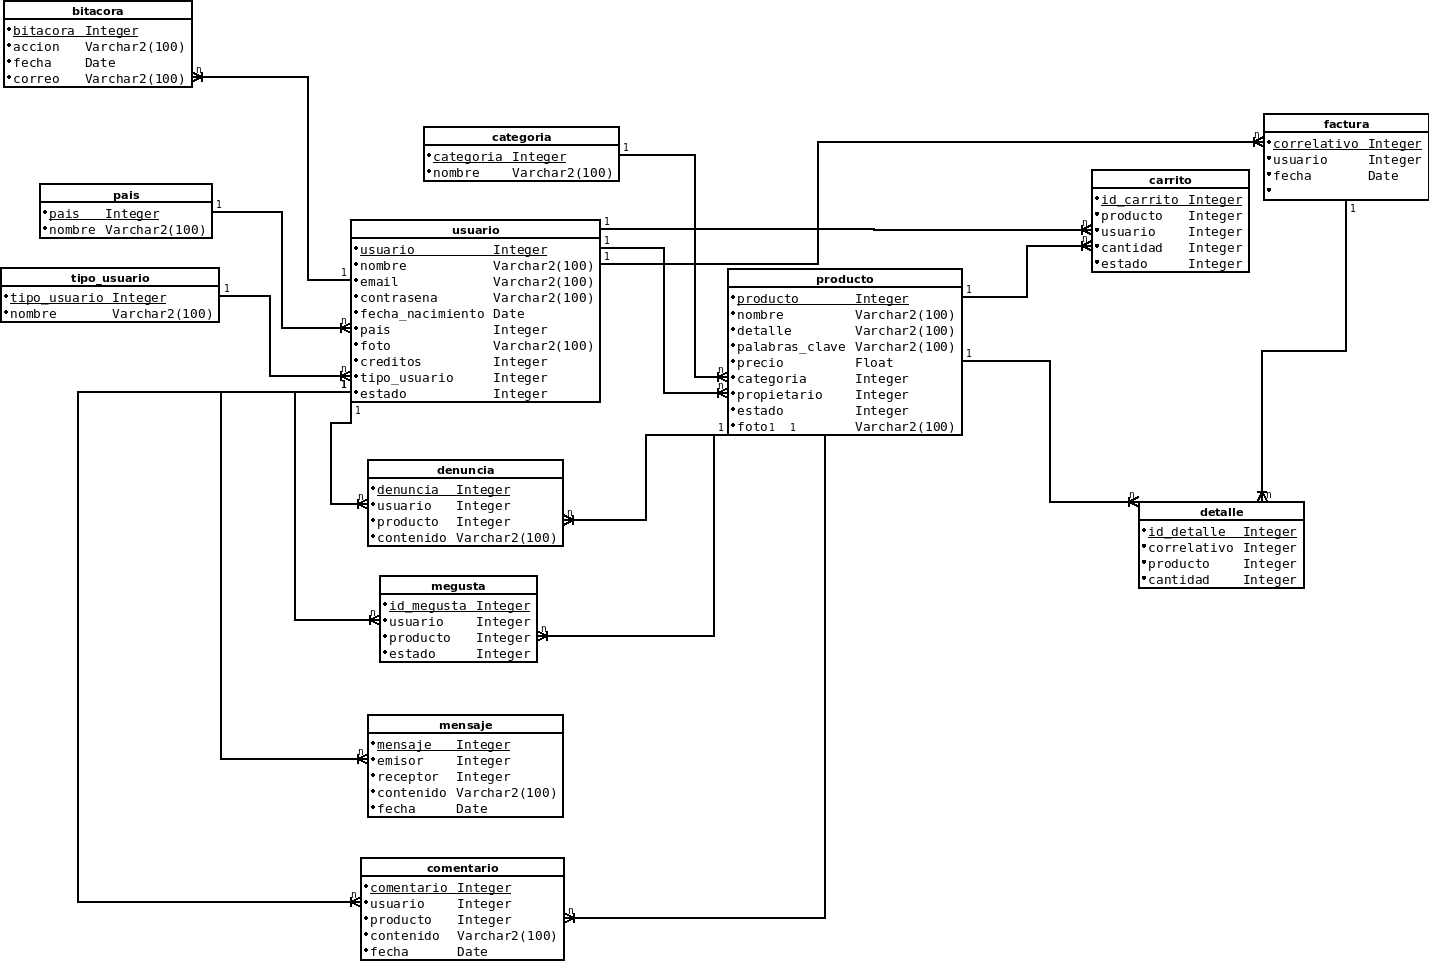 bitacora
bitacora Integer
accion Varchar2(100)
fecha Date
correo Varchar2(100)
n
categoria
categoria Integer
nombre Varchar2(100)
1
factura
correlativo Integer
usuario Integer
fecha Date
n
1
carrito
id_carrito Integer
producto Integer
usuario Integer
cantidad Integer
estado Integer
n
n
pais
pais Integer
nombre Varchar2(100)
1
tipo_usuario
tipo_usuario Integer
nombre Varchar2(100)
1
usuario
usuario Integer
nombre Varchar2(100)
email Varchar2(100)
contrasena Varchar2(100)
fecha_nacimiento Date
pais Integer
foto Varchar2(100)
creditos Integer
tipo_usuario Integer
estado Integer
1
1
1
1
n
n
1
1
producto
producto Integer
nombre Varchar2(100)
detalle Varchar2(100)
palabras_clave Varchar2(100)
precio Float
categoria Integer
propietario Integer
estado Integer
foto Varchar2(100)
1
1
n
n
1
1
1
denuncia
denuncia Integer
usuario Integer
producto Integer
contenido Varchar2(100)
n
n
detalle
id_detalle Integer
correlativo Integer
producto Integer
cantidad Integer
n
n
megusta
id_megusta Integer
usuario Integer
producto Integer
estado Integer
n
n
mensaje
mensaje Integer
emisor Integer
receptor Integer
contenido Varchar2(100)
fecha Date
n
comentario
comentario Integer
usuario Integer
producto Integer
contenido Varchar2(100)
fecha Date
n
n